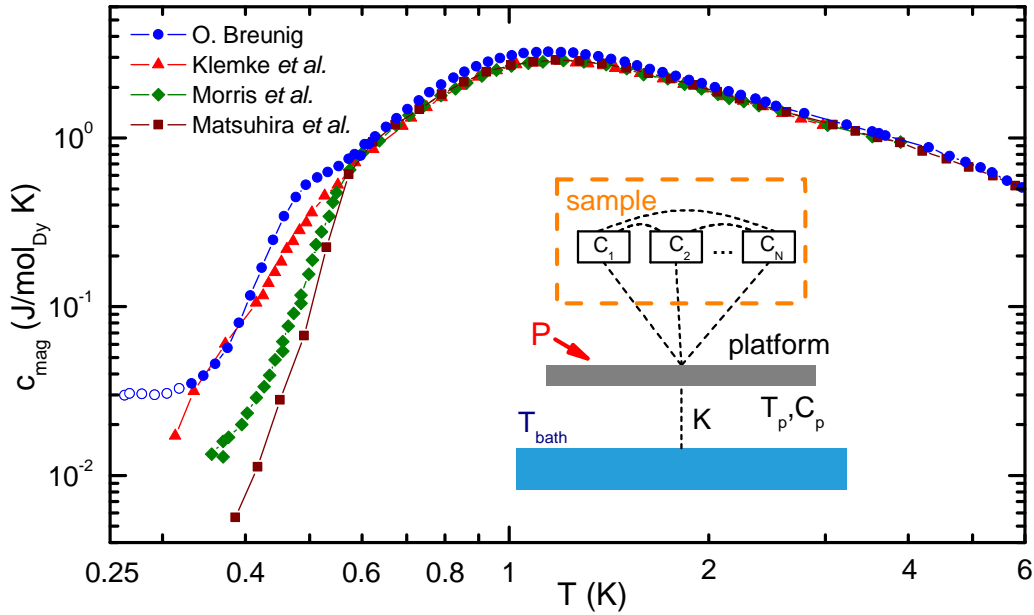 O. Breunig
Klemke et al.
Morris et al.
Matsuhira et al.
c_mag (J/mol_Dy K)
10^0
10^-1
10^-2
sample
C_1 C_2 ... C_N
P
platform
T_p,C_p
K
T_bath
0.25 0.4 0.6 0.8 1 2 4 6
T (K)